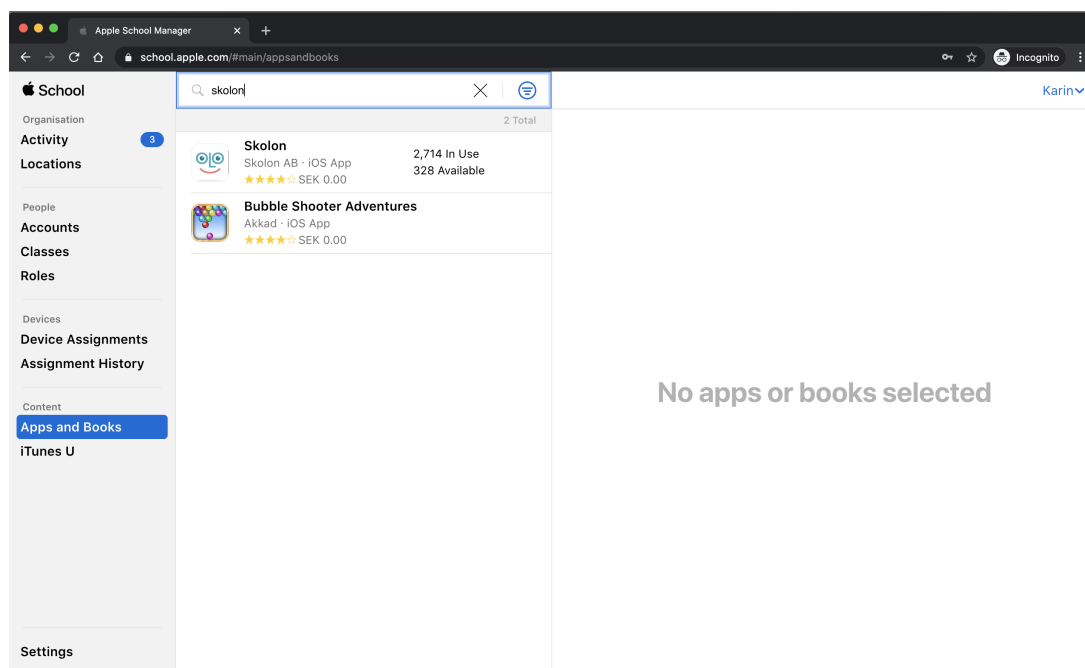 Apple School Manager
school.apple.com/#main/appsandbooks
Incognito
School
Organisation
Activity
3
Locations
People
Accounts
Classes
Roles
Devices
Device Assignments
Assignment History
Content
Apps and Books
iTunes U
Settings
skolon
2 Total
Skolon
Skolon AB · iOS App
SEK 0.00
2,714 In Use
328 Available
Bubble Shooter Adventures
Akkad · iOS App
SEK 0.00
Karin
No apps or books selected